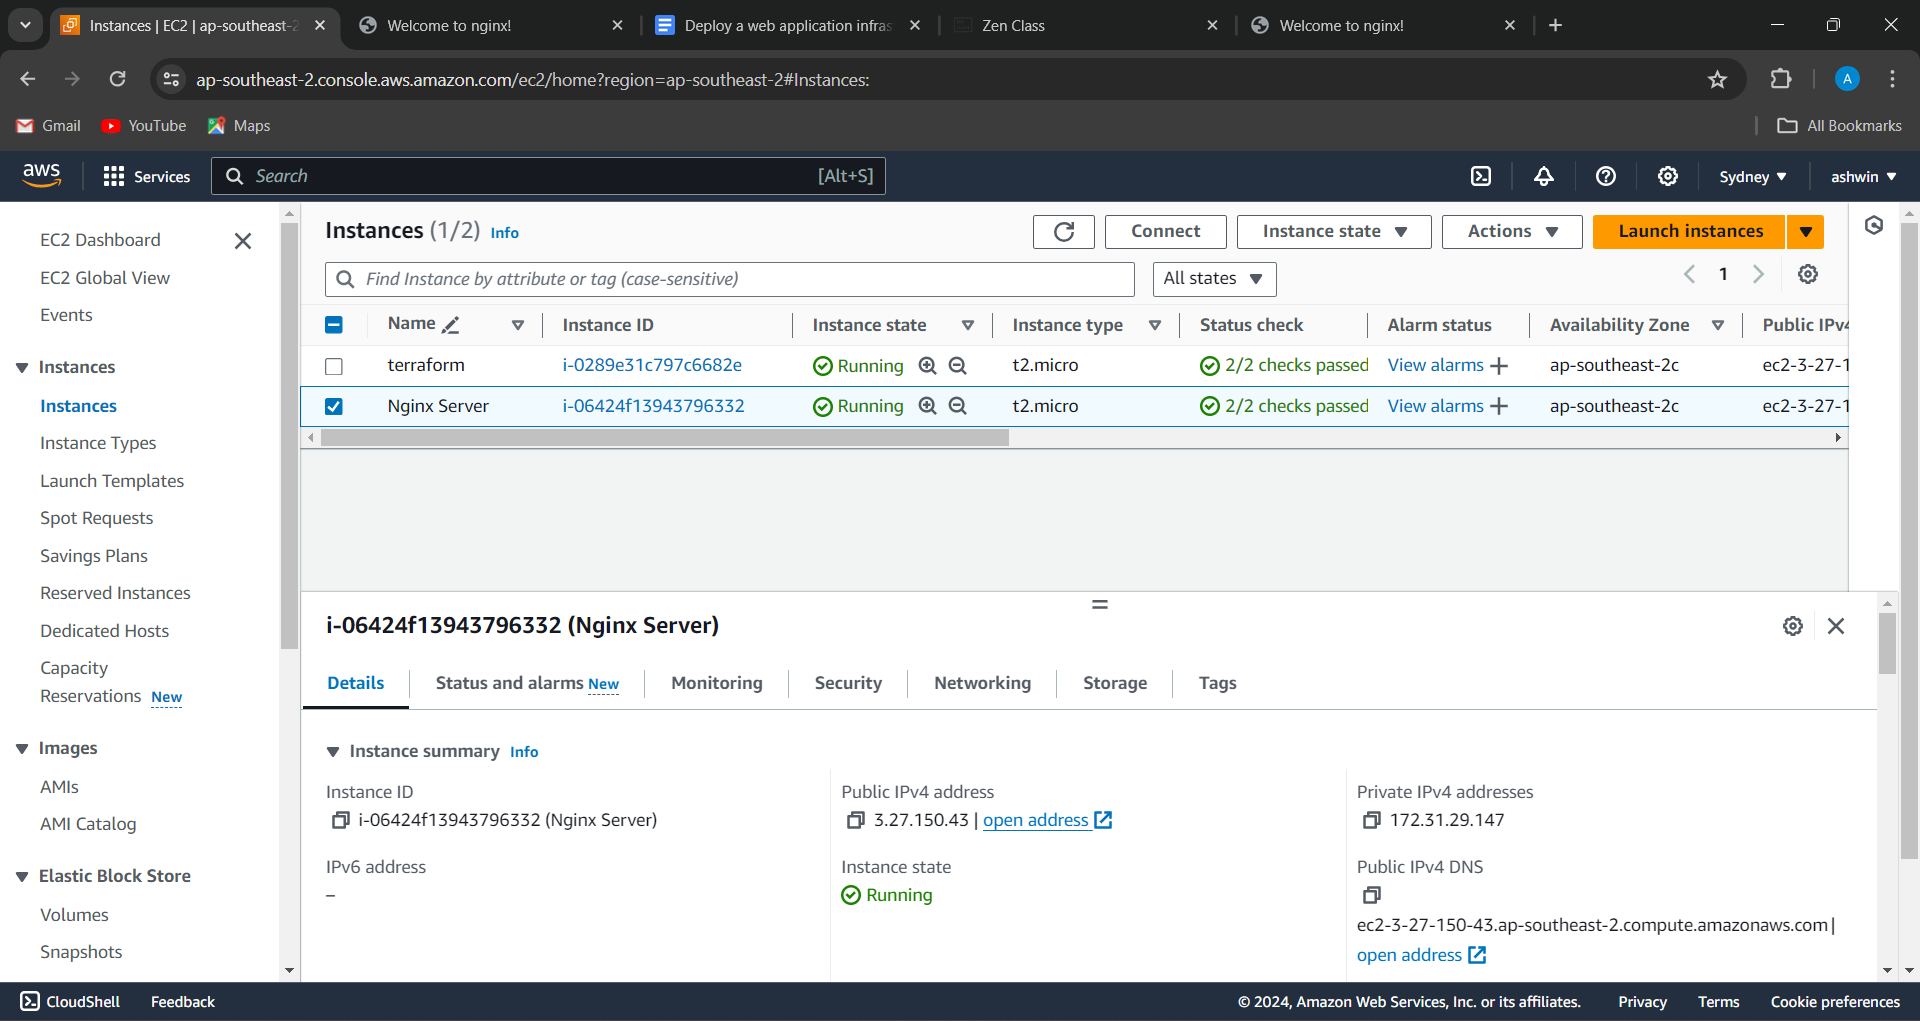 Instances | EC2 | ap-southeast-2
Welcome to nginx!
Deploy a web application infras
Zen Class
Welcome to nginx!
ap-southeast-2.console.aws.amazon.com/ec2/home?region=ap-southeast-2#Instances:
A
Gmail
YouTube
Maps
All Bookmarks
aws
Services
Search
[Alt+S]
Sydney
ashwin
EC2 Dashboard
EC2 Global View
Events
Instances
Instances
Instance Types
Launch Templates
Spot Requests
Savings Plans
Reserved Instances
Dedicated Hosts
Capacity
Reservations New
Images
AMIs
AMI Catalog
Elastic Block Store
Volumes
Snapshots
Instances (1/2) Info
Connect
Instance state
Actions
Launch instances
Find Instance by attribute or tag (case-sensitive)
All states
1
Name
Instance ID
Instance state
Instance type
Status check
Alarm status
Availability Zone
Public IPv4
terraform
i-0289e31c797c6682e
Running
t2.micro
2/2 checks passed
View alarms
ap-southeast-2c
ec2-3-27-1
Nginx Server
i-06424f13943796332
Running
t2.micro
2/2 checks passed
View alarms
ap-southeast-2c
ec2-3-27-1
i-06424f13943796332 (Nginx Server)
Details
Status and alarms New
Monitoring
Security
Networking
Storage
Tags
Instance summary Info
Instance ID
i-06424f13943796332 (Nginx Server)
Public IPv4 address
3.27.150.43 | open address
Private IPv4 addresses
172.31.29.147
IPv6 address
–
Instance state
Running
Public IPv4 DNS
ec2-3-27-150-43.ap-southeast-2.compute.amazonaws.com |
open address
CloudShell
Feedback
© 2024, Amazon Web Services, Inc. or its affiliates.
Privacy
Terms
Cookie preferences